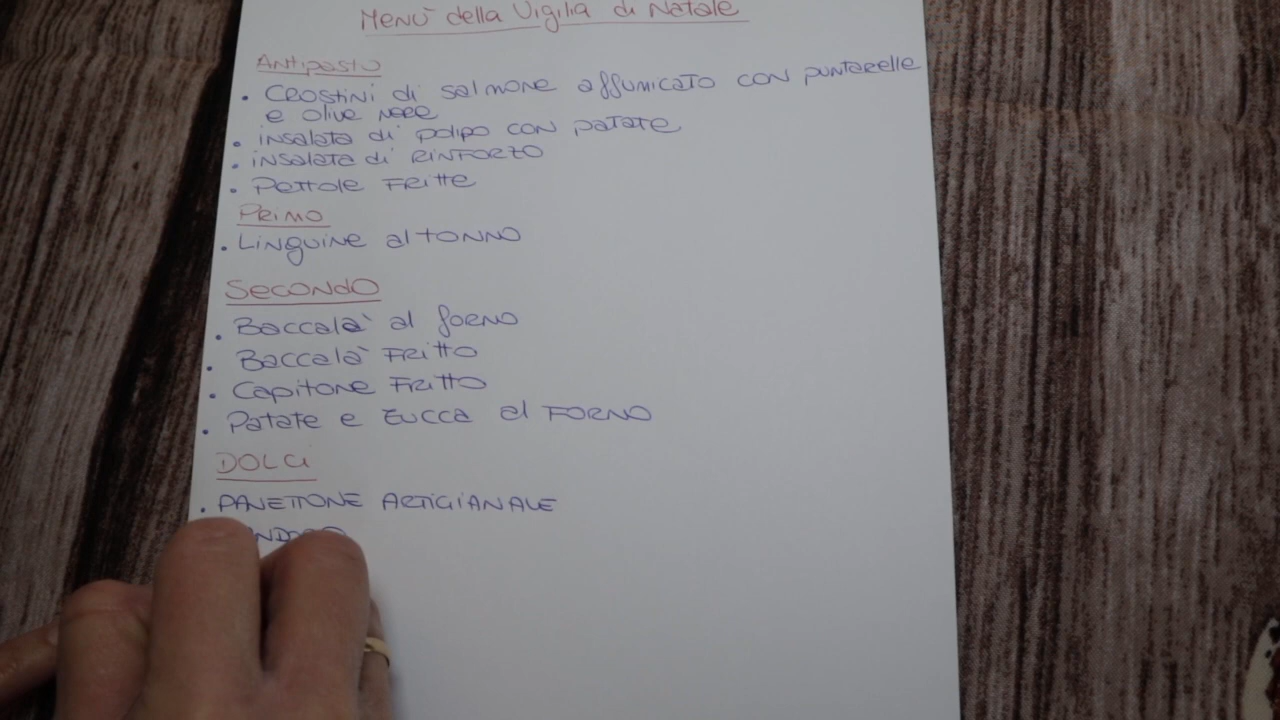 Menù della Vigilia di Natale
Antipasto
• Crostini di salmone affumicato con puntarelle
e olive nere
• insalata di polipo con patate
• insalata di rinforzo
• Pettole Fritte
Primo
• Linguine al tonno
Secondo
• Baccalà al forno
• Baccalà Fritto
• Capitone Fritto
• Patate e zucca al FORNO
DOLCi
• PANETTONE ARTIGIANALE